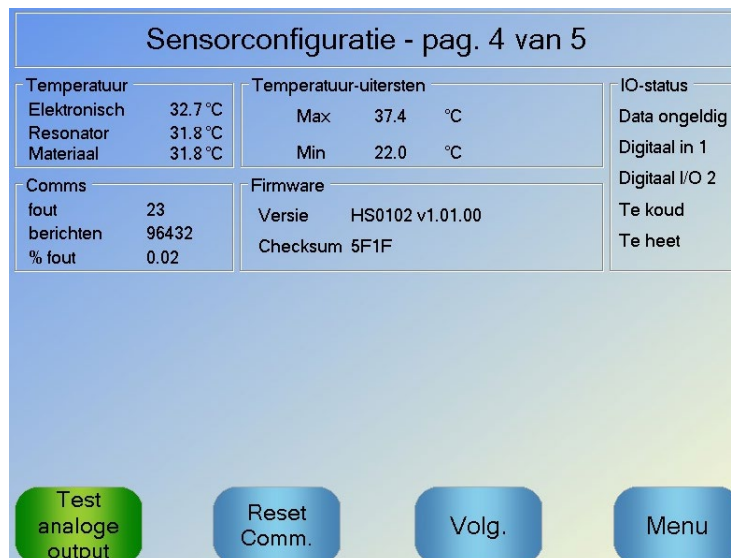 Sensorconfiguratie - pag. 4 van 5
Temperatuur
Elektronisch 32.7 °C
Resonator 31.8 °C
Materiaal 31.8 °C
Temperatuur-uitersten
Max 37.4 °C
Min 22.0 °C
IO-status
Data ongeldig
Digitaal in 1
Digitaal I/O 2
Te koud
Te heet
Comms
fout 23
berichten 96432
% fout 0.02
Firmware
Versie HS0102 v1.01.00
Checksum 5F1F
Test
analoge
output
Reset
Comm.
Volg.
Menu